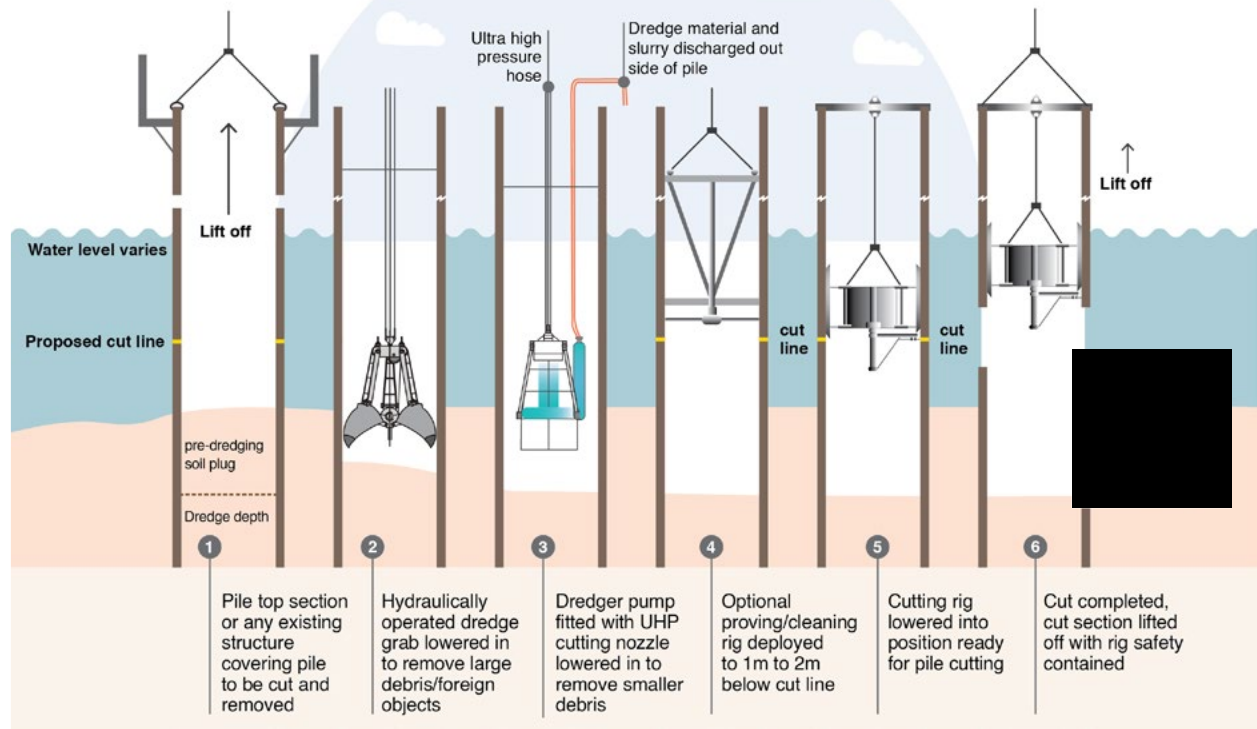 Ultra high
pressure
hose
Dredge material and
slurry discharged out
side of pile
Lift off
Lift off
Water level varies
Proposed cut line
cut
line
cut
line
pre-dredging
soil plug
Dredge depth
1
Pile top section
or any existing
structure
covering pile
to be cut and
removed
2
Hydraulically
operated dredge
grab lowered in
to remove large
debris/foreign
objects
3
Dredger pump
fitted with UHP
cutting nozzle
lowered in to
remove smaller
debris
4
Optional
proving/cleaning
rig deployed
to 1m to 2m
below cut line
5
Cutting rig
lowered into
position ready
for pile cutting
6
Cut completed,
cut section lifted
off with rig safety
contained